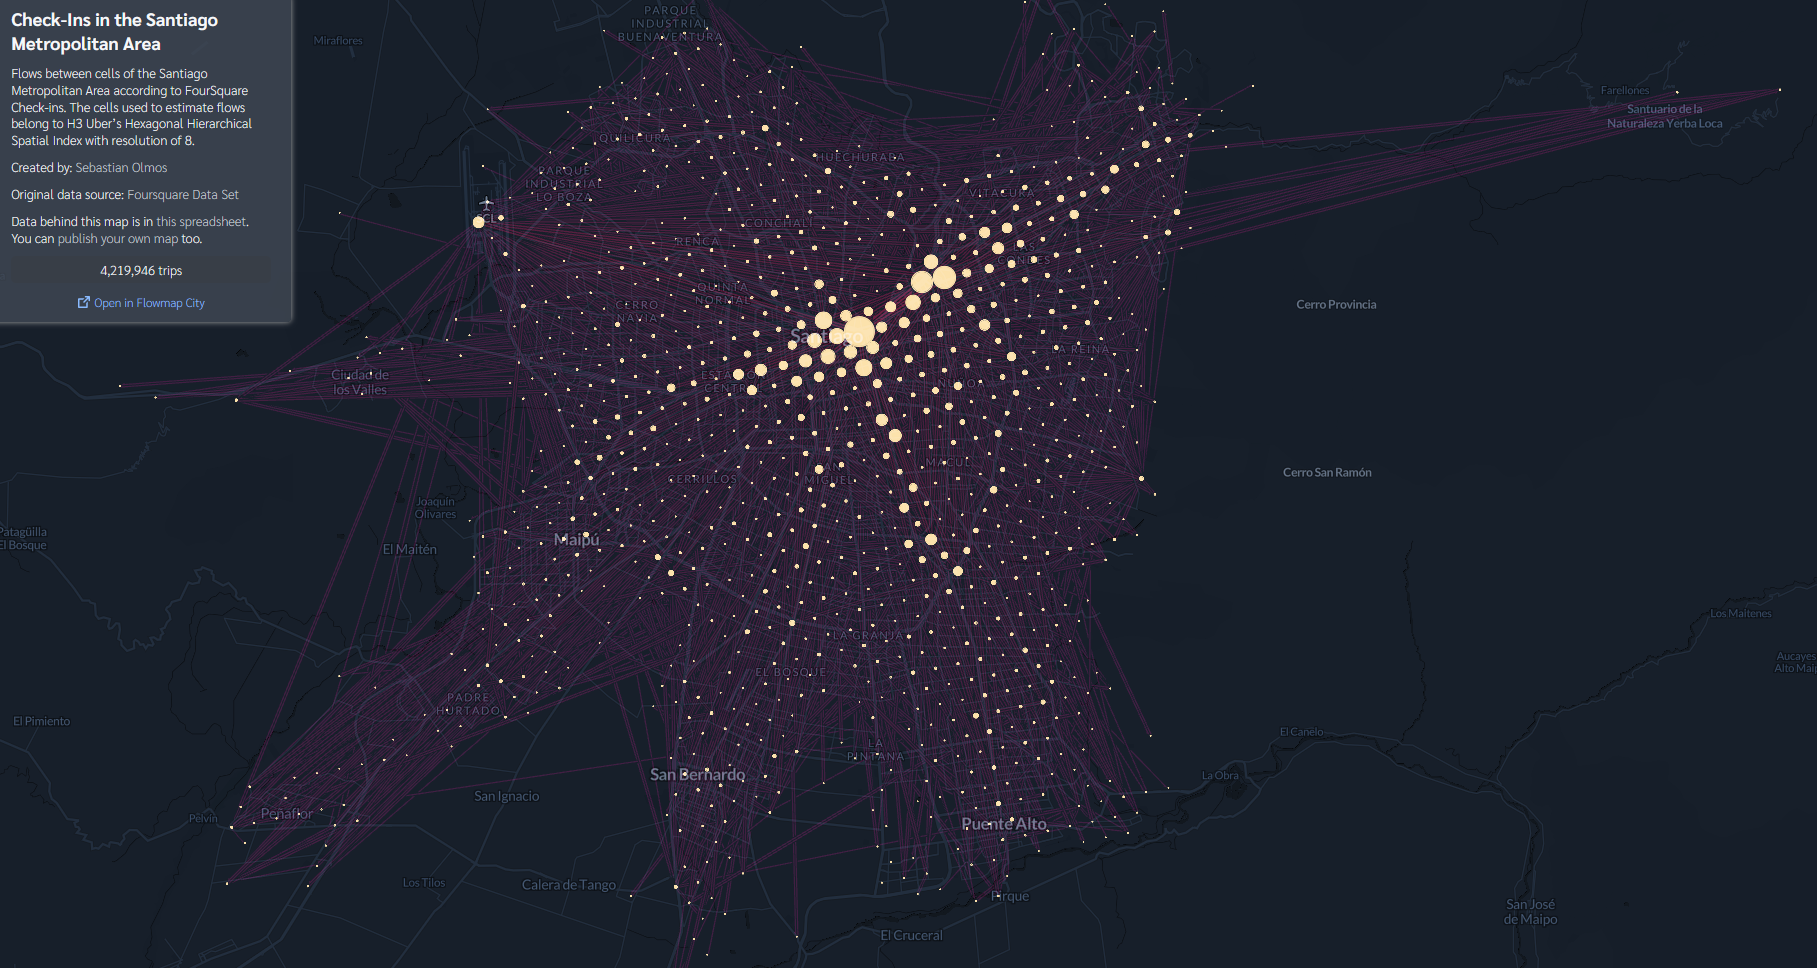 Check-Ins in the Santiago
Metropolitan Area
Flows between cells of the Santiago
Metropolitan Area according to FourSquare
Check-ins. The cells used to estimate flows
belong to H3 Uber's Hexagonal Hierarchical
Spatial Index with resolution of 8.
Created by: Sebastian Olmos
Original data source: Foursquare Data Set
Data behind this map is in this spreadsheet.
You can publish your own map too.
4,219,946 trips
Open in Flowmap City
PARQUE
INDUSTRIAL
BUENAVENTURA
Miraflores
Farellones
Santuario de la
Naturaleza Yerba Loca
QUILICURA
HUECHURABA
PARQUE
INDUSTRIAL
LO BOZA
VITACURA
SCL
CONCHALÍ
RENCA
LAS
CONDES
QUINTA
NORMAL
CERRO
NAVIA
Cerro Provincia
Santiago
LA REINA
Ciudad de
los Valles
ESTACIÓN
CENTRAL
ÑUÑOA
MACUL
Cerro San Ramón
CERRILLOS
SAN
MIGUEL
Joaquín
Olivares
Patagüilla
El Bosque
Maipú
El Maitén
Los Maitenes
LA GRANJA
Aucayes
Alto Maip
EL BOSQUE
PADRE
HURTADO
El Pimiento
El Canelo
LA
PINTANA
San Bernardo
La Obra
San Ignacio
Peñaflor
Pelvin
Puente Alto
Los Tilos
Calera de Tango
Pirque
San José
de Maipo
El Cruceral